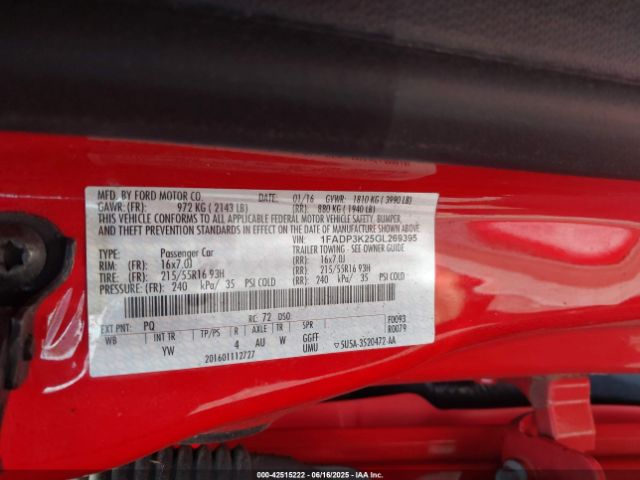 MFD. BY FORD MOTOR CO. DATE: 01/16 GVWR: 1810 KG ( 3990 LB)
GAWR: (FR): 972 KG ( 2143 LB) (RR): 880 KG ( 1940 LB)
THIS VEHICLE CONFORMS TO ALL APPLICABLE FEDERAL MOTOR VEHICLE SAFETY, BUMPER,
AND THEFT PREVENTION STANDARDS IN EFFECT ON THE DATE OF MANUFACTURE SHOWN ABOVE.
VIN: 1FADP3K25GL269395
TYPE: Passenger Car TRAILER TOWING - SEE OWNER GUIDE
RIM: (FR): 16x7.0J (RR): 16x7.0J
TIRE: (FR): 215/55R16 93H (RR): 215/55R16 93H
PRESSURE: (FR): 240 kPa/ 35 PSI COLD (RR): 240 kPa/ 35 PSI COLD
RC: 72 DSO:
EXT PNT: PQ F0093
R0079
WB INT TR TP/PS R AXLE TR SPR
YW 4 AU W GGFF
UMU
201601112727 5U5A-3520472-AA
000-42515222 - 06/16/2025 - IAAI.com